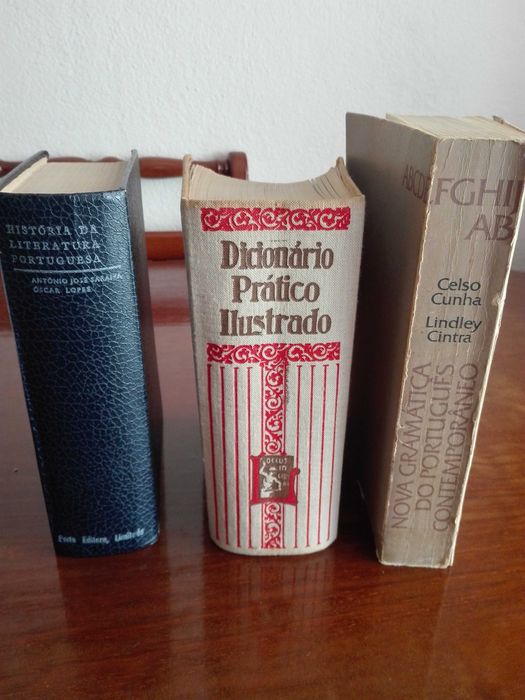 HISTÓRIA DA
LITERATURA
PORTUGUESA
ANTÓNIO JOSÉ SARAIVA
ÓSCAR LOPES
Porto Editora, Limitada
Dicionário
Prático
Ilustrado
ABCDEFGHIJ
AB
Celso
Cunha
Lindley
Cintra
NOVA GRAMÁTICA
DO PORTUGUÊS
CONTEMPORÂNEO